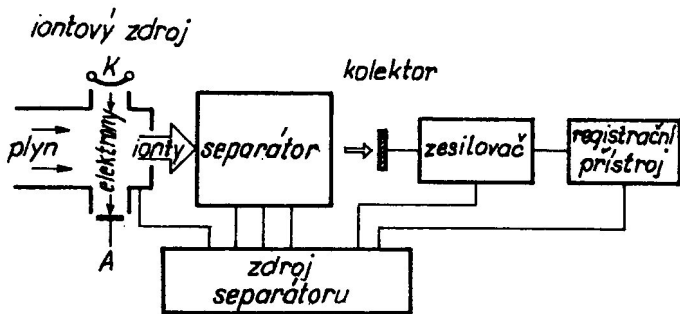 iontový zdroj
K
kolektor
plyn
elektrony
ionty
separátor
zesilovač
registrační
přístroj
A
zdroj
separátoru